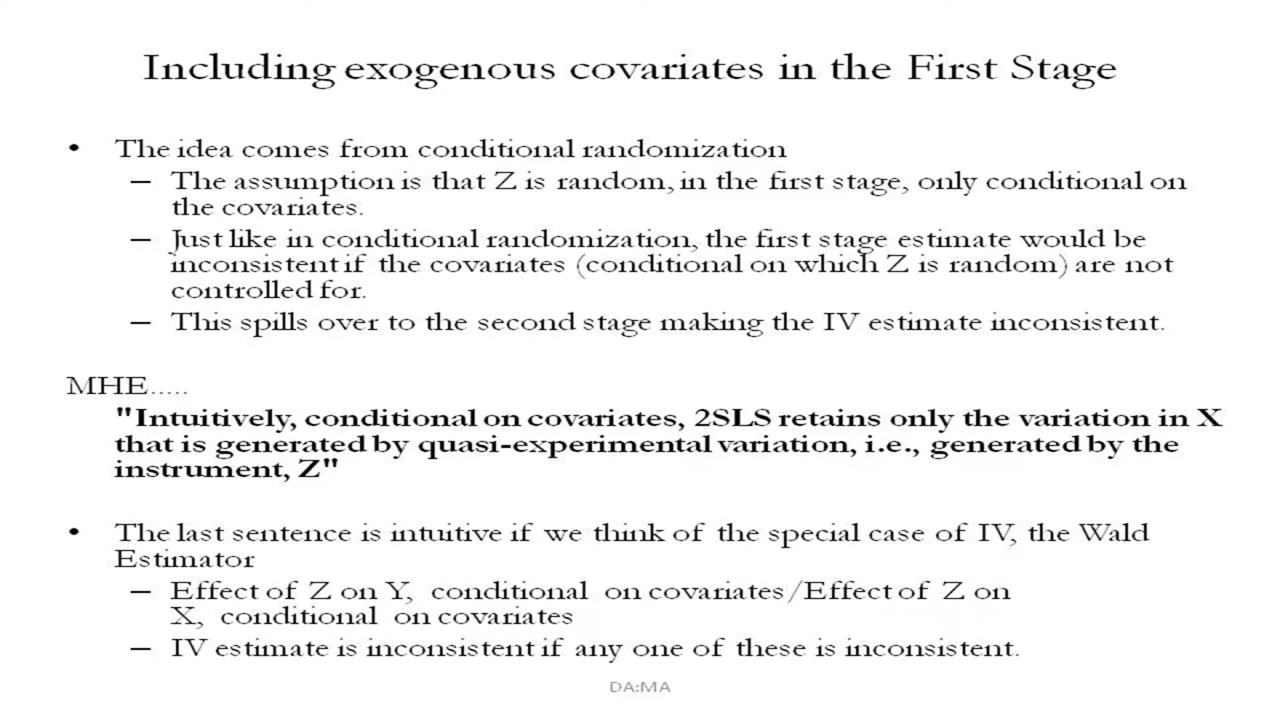 Including exogenous covariates in the First Stage
• The idea comes from conditional randomization
– The assumption is that Z is random, in the first stage, only conditional on
the covariates.
– Just like in conditional randomization, the first stage estimate would be
inconsistent if the covariates (conditional on which Z is random) are not
controlled for.
– This spills over to the second stage making the IV estimate inconsistent.
MHE.....
"Intuitively, conditional on covariates, 2SLS retains only the variation in X
that is generated by quasi-experimental variation, i.e., generated by the
instrument, Z"
• The last sentence is intuitive if we think of the special case of IV, the Wald
Estimator
– Effect of Z on Y, conditional on covariates/Effect of Z on
X, conditional on covariates
– IV estimate is inconsistent if any one of these is inconsistent.
DA:MA